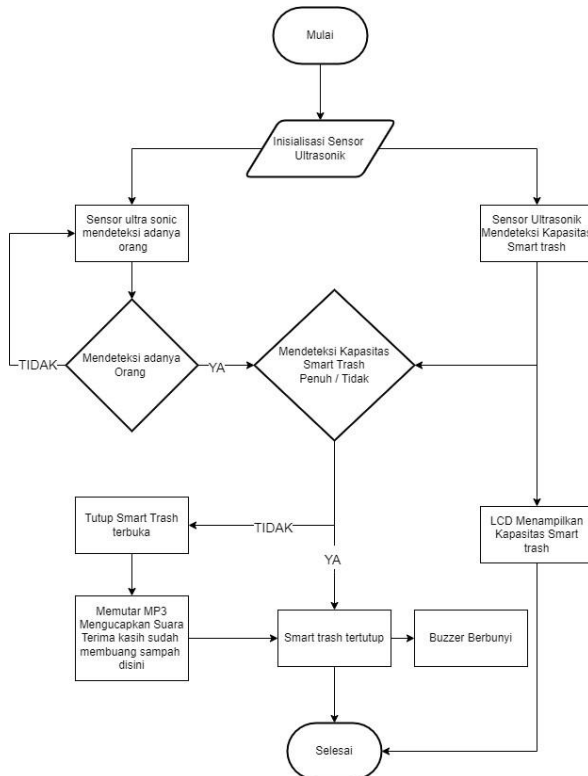 Mulai
Inisialisasi Sensor
Ultrasonik
Sensor ultra sonic
mendeteksi adanya
orang
Sensor Ultrasonik
Mendeteksi Kapasitas
Smart trash
Mendeteksi adanya
Orang
TIDAK
YA
Mendeteksi Kapasitas
Smart Trash
Penuh / Tidak
Tutup Smart Trash
terbuka
TIDAK
YA
LCD Menampilkan
Kapasitas Smart
trash
Memutar MP3
Mengucapkan Suara
Terima kasih sudah
membuang sampah
disini
Smart trash tertutup
Buzzer Berbunyi
Selesai